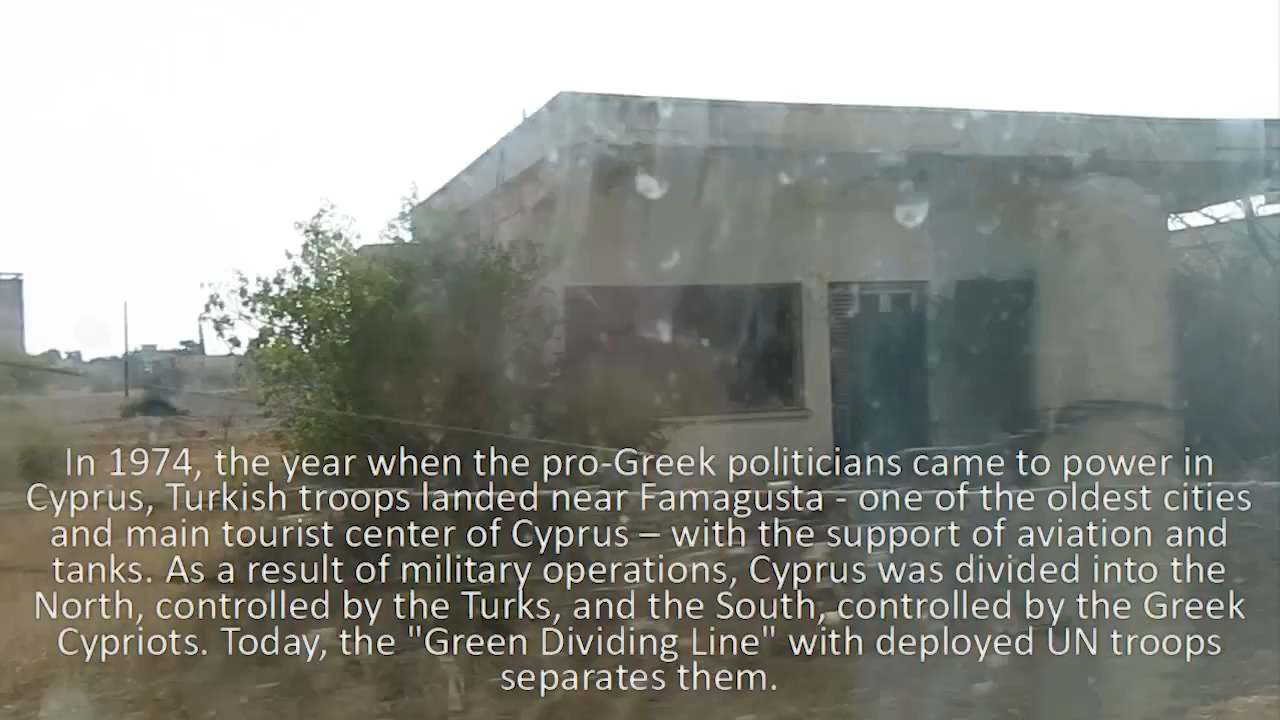 In 1974, the year when the pro-Greek politicians came to power in
Cyprus, Turkish troops landed near Famagusta - one of the oldest cities
and main tourist center of Cyprus – with the support of aviation and
tanks. As a result of military operations, Cyprus was divided into the
North, controlled by the Turks, and the South, controlled by the Greek
Cypriots. Today, the "Green Dividing Line" with deployed UN troops
separates them.